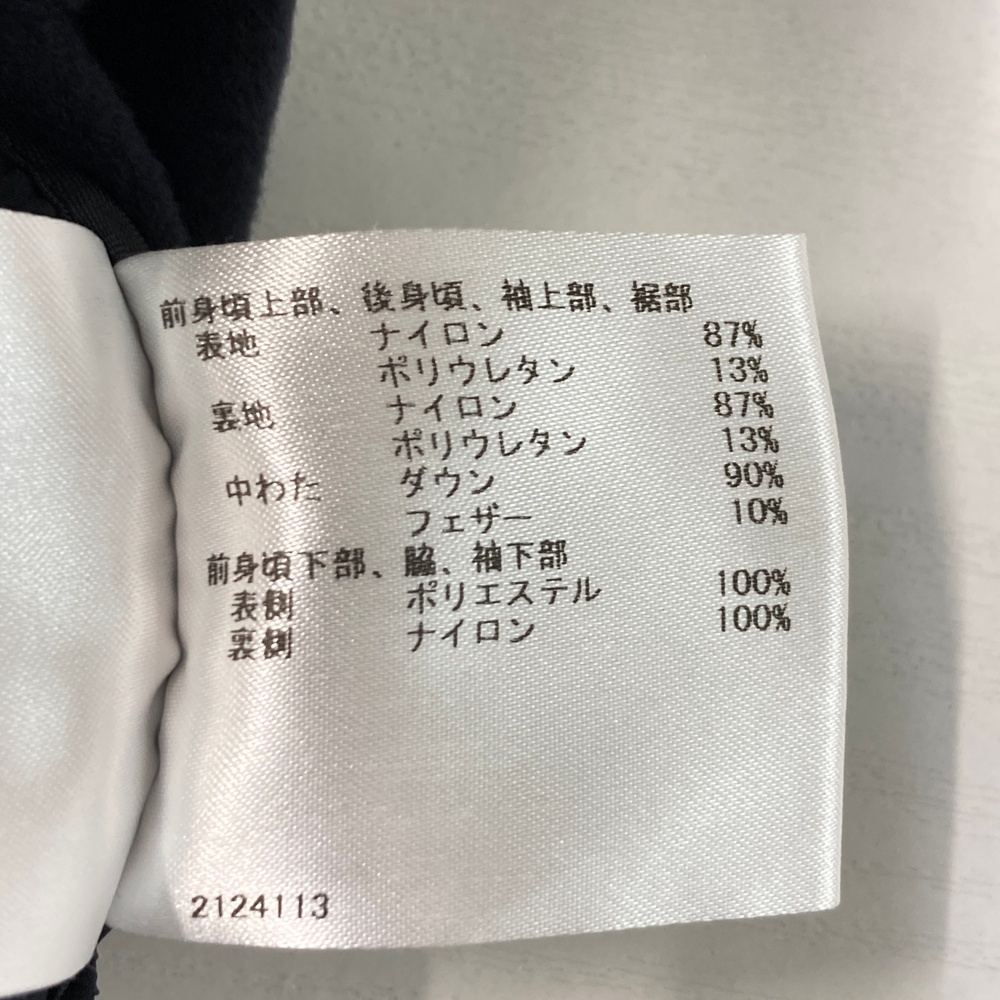 前身頃上部、後身頃、袖上部、裾部
表地 ナイロン 87%
ポリウレタン 13%
裏地 ナイロン 87%
ポリウレタン 13%
中わた ダウン 90%
フェザー 10%
前身頃下部、脇、袖下部
表側 ポリエステル 100%
裏側 ナイロン 100%
2124113